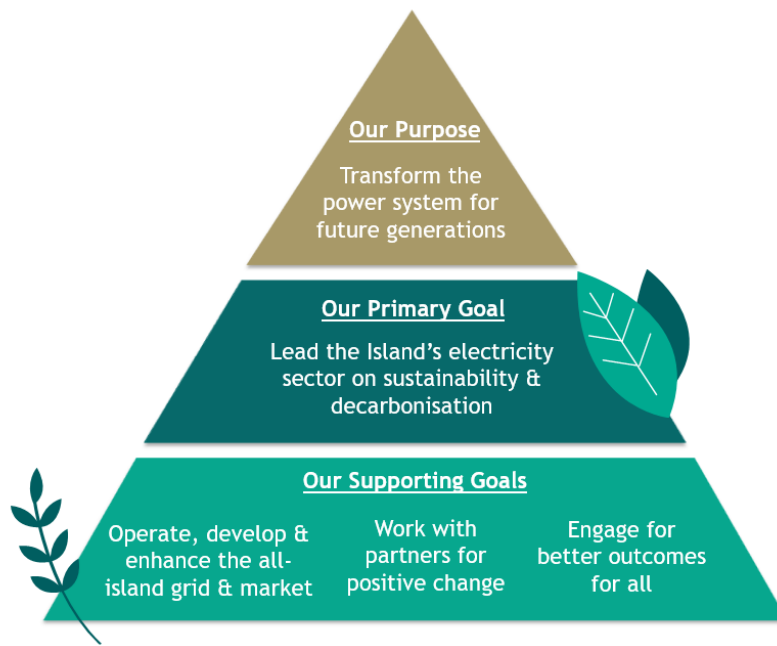 Our Purpose
Transform the
power system for
future generations
Our Primary Goal
Lead the Island's electricity
sector on sustainability &
decarbonisation
Our Supporting Goals
Operate, develop &
enhance the all-
island grid & market
Work with
partners for
positive change
Engage for
better outcomes
for all